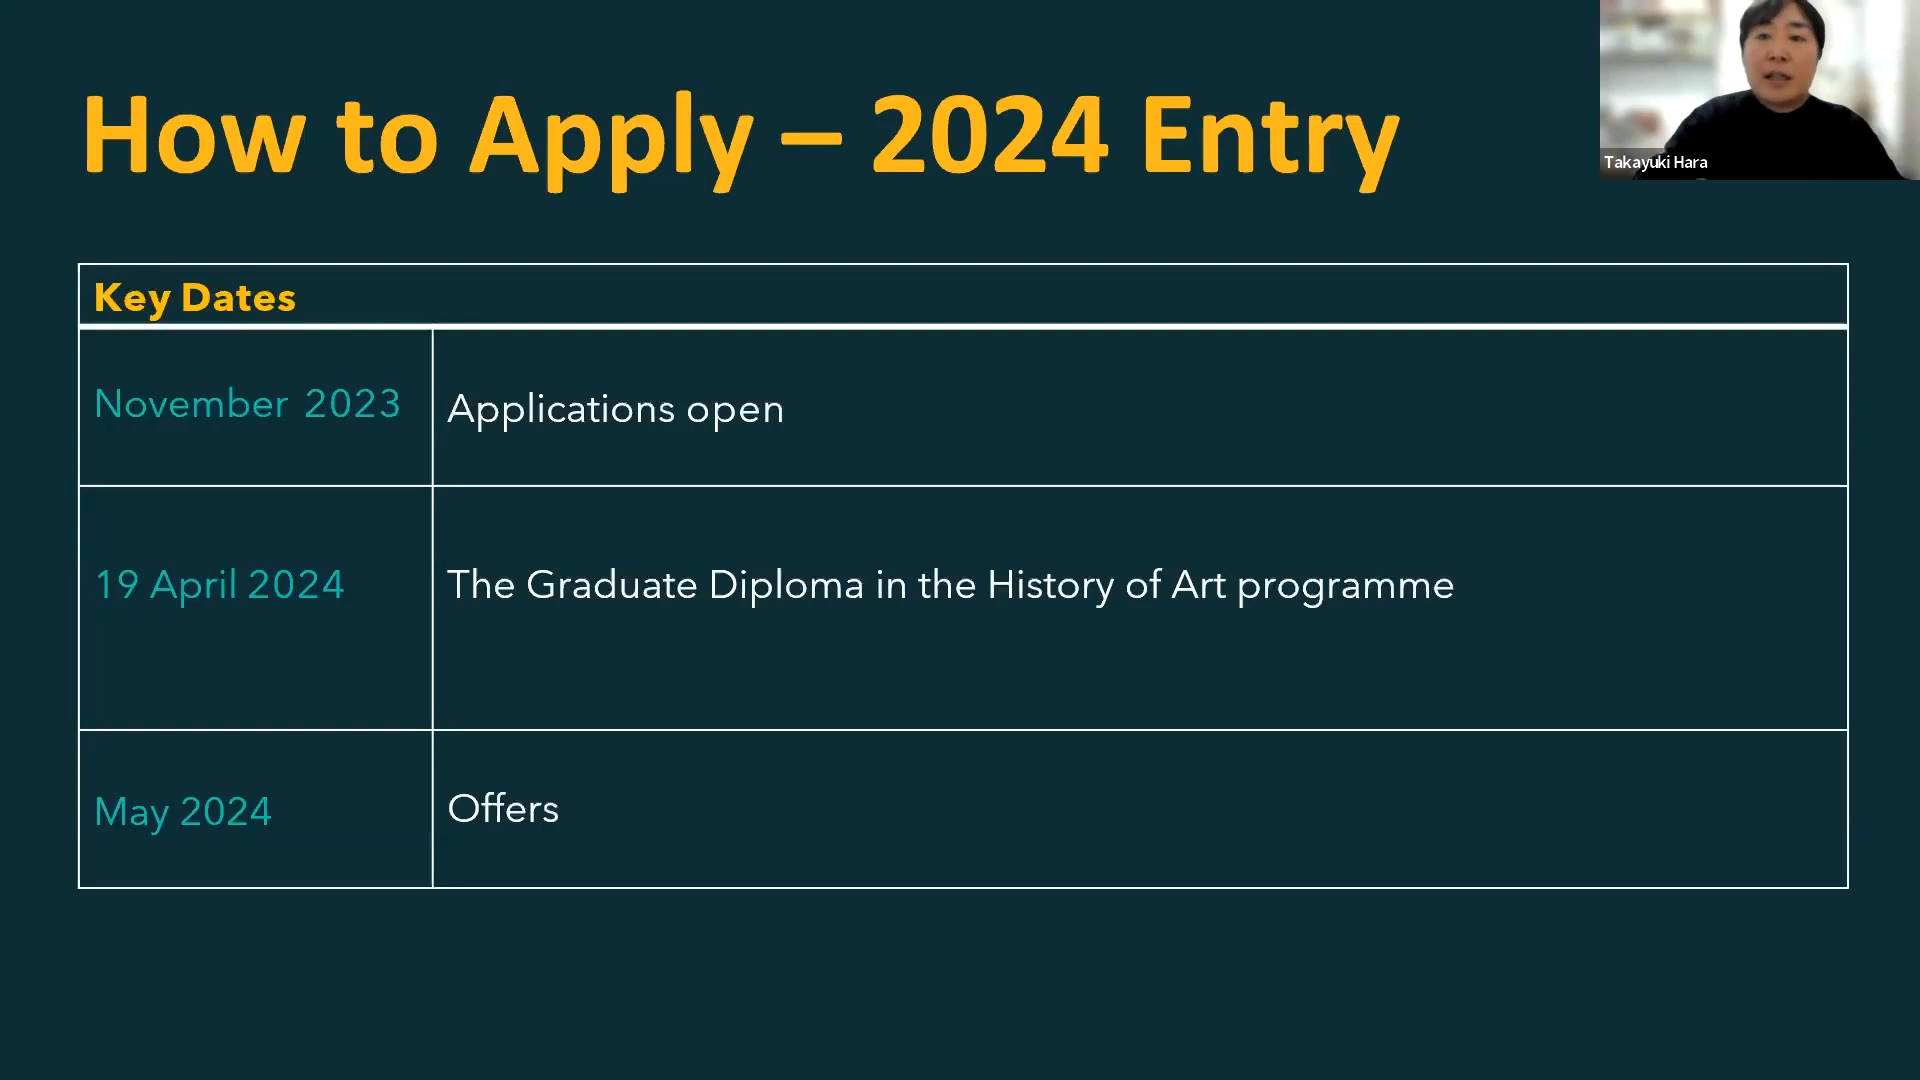 How to Apply – 2024 Entry
Takayuki Hara
Key Dates
November 2023
Applications open
19 April 2024
The Graduate Diploma in the History of Art programme
May 2024
Offers